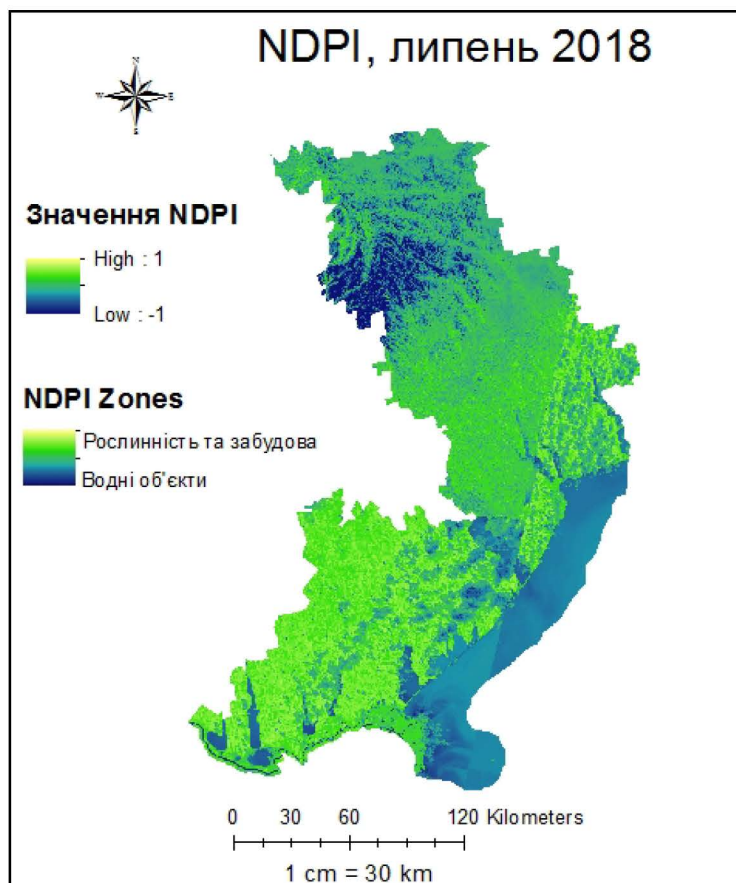 NDPI, липень 2018
N
W E
S
Значення NDPI
High : 1
Low : -1
NDPI Zones
Рослинність та забудова
Водні об'єкти
0 30 60 120 Kilometers
1 cm = 30 km